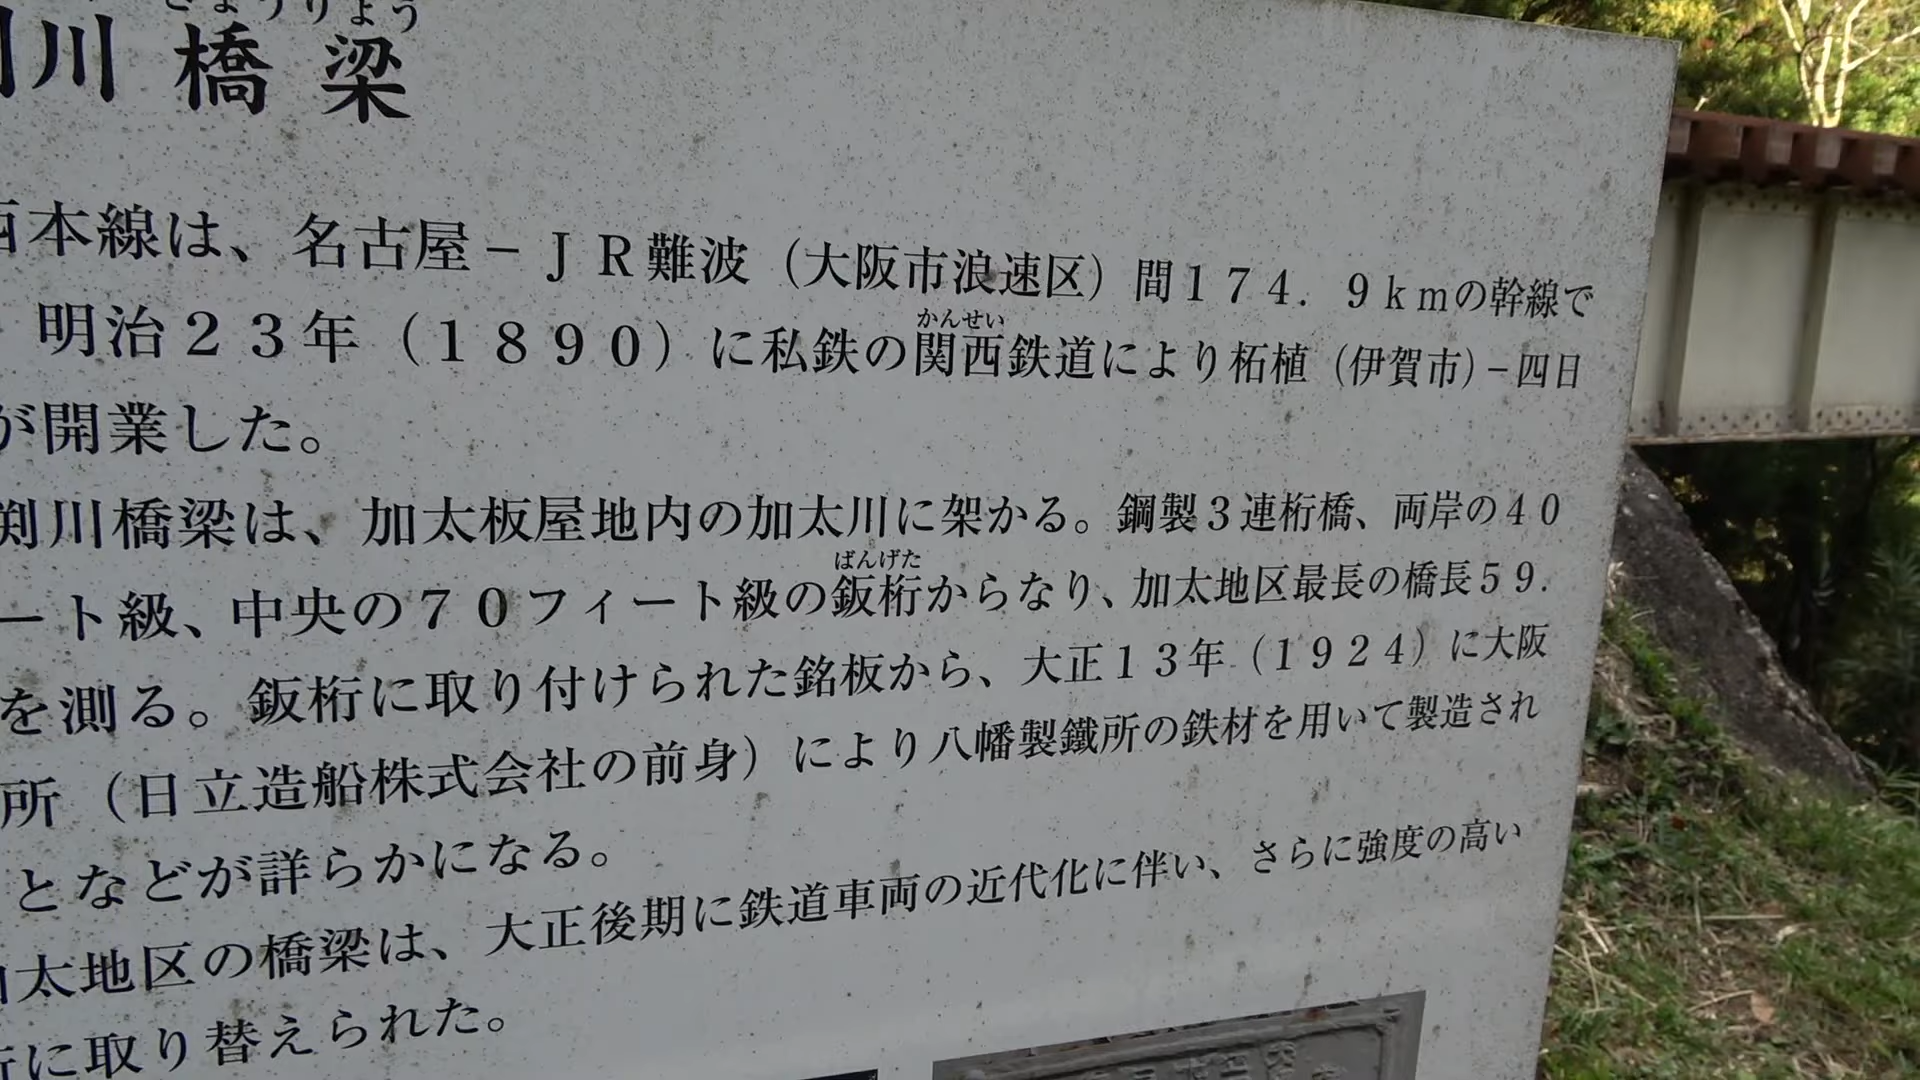 川橋梁
本線は、名古屋－ＪＲ難波（大阪市浪速区）間１７４．９ｋｍの幹線で
かんせい
明治２３年（１８９０）に私鉄の関西鉄道により柘植（伊賀市）－四日
が開業した。
渕川橋梁は、加太板屋地内の加太川に架かる。鋼製３連桁橋、両岸の４０
ばんげた
ート級、中央の７０フィート級の鈑桁からなり、加太地区最長の橋長５９．
を測る。鈑桁に取り付けられた銘板から、大正１３年（１９２４）に大阪
所（日立造船株式会社の前身）により八幡製鐵所の鉄材を用いて製造され
となどが詳らかになる。
太地区の橋梁は、大正後期に鉄道車両の近代化に伴い、さらに強度の高い
に取り替えられた。